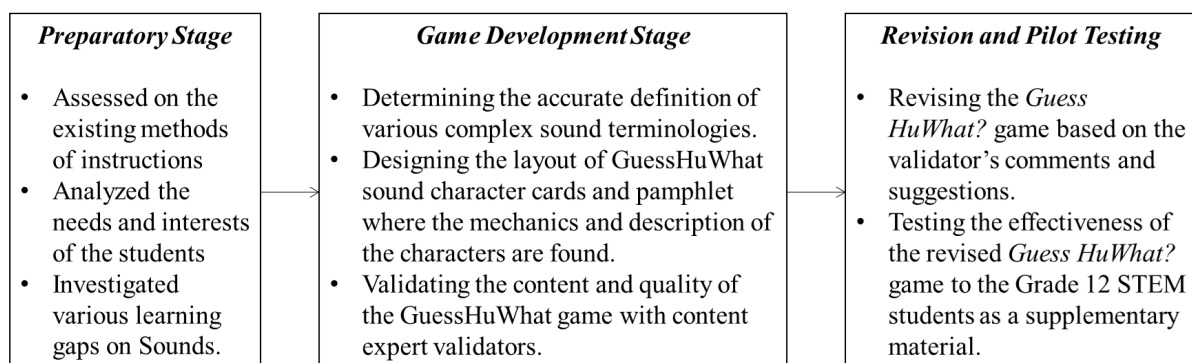 Preparatory Stage
• Assessed on the
existing methods
of instructions
• Analyzed the
needs and interests
of the students
• Investigated
various learning
gaps on Sounds.
Game Development Stage
• Determining the accurate definition of
various complex sound terminologies.
• Designing the layout of GuessHuWhat
sound character cards and pamphlet
where the mechanics and description of
the characters are found.
• Validating the content and quality of
the GuessHuWhat game with content
expert validators.
Revision and Pilot Testing
• Revising the Guess
HuWhat? game based on the
validator’s comments and
suggestions.
• Testing the effectiveness of
the revised Guess HuWhat?
game to the Grade 12 STEM
students as a supplementary
material.